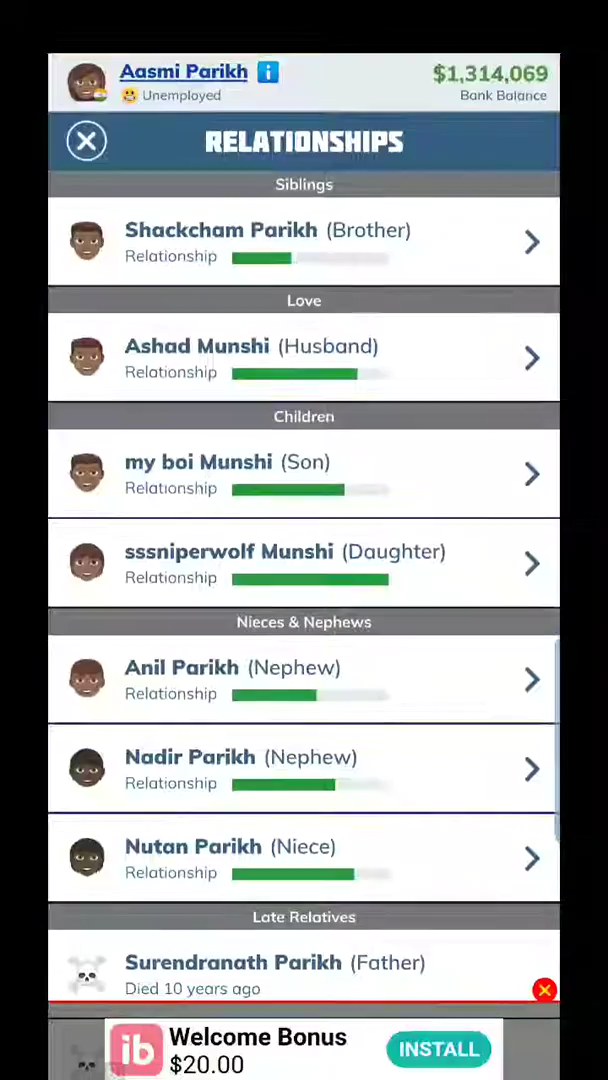 Aasmi Parikh
$1,314,069
Unemployed
Bank Balance
RELATIONSHIPS
Siblings
Shackcham Parikh (Brother)
Relationship
Love
Ashad Munshi (Husband)
Relationship
Children
my boi Munshi (Son)
Relationship
sssniperwolf Munshi (Daughter)
Relationship
Nieces & Nephews
Anil Parikh (Nephew)
Relationship
Nadir Parikh (Nephew)
Relationship
Nutan Parikh (Niece)
Relationship
Late Relatives
Surendranath Parikh (Father)
Died 10 years ago
ib
Welcome Bonus
$20.00
INSTALL